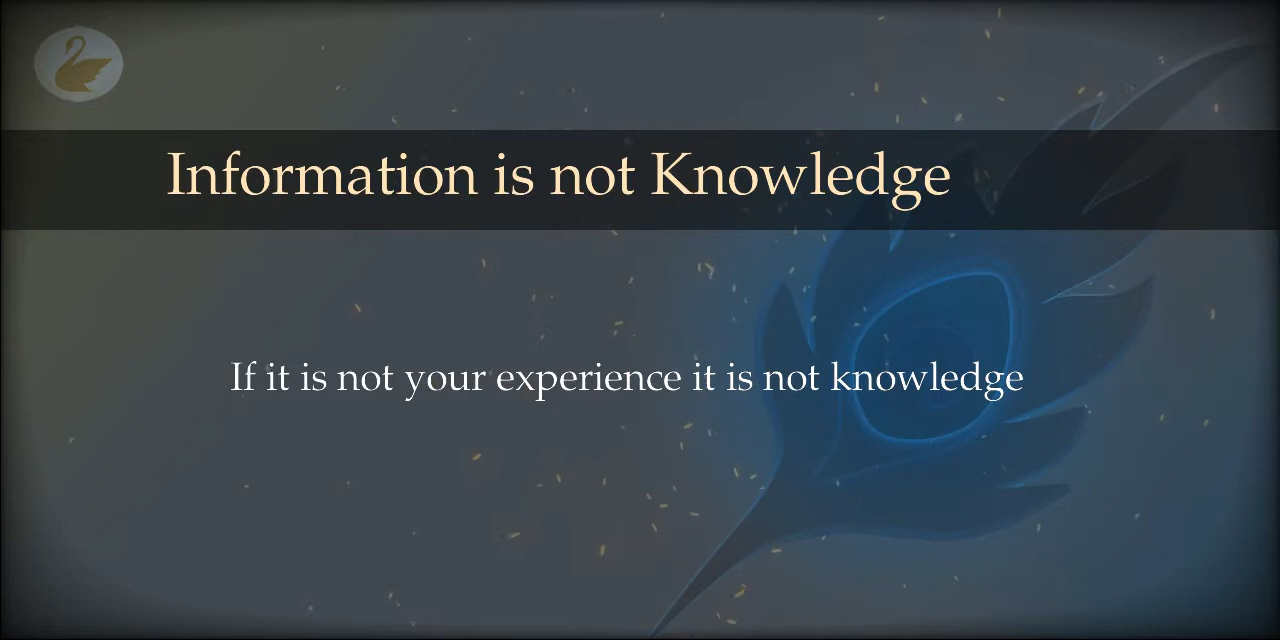 Information is not Knowledge
If it is not your experience it is not knowledge